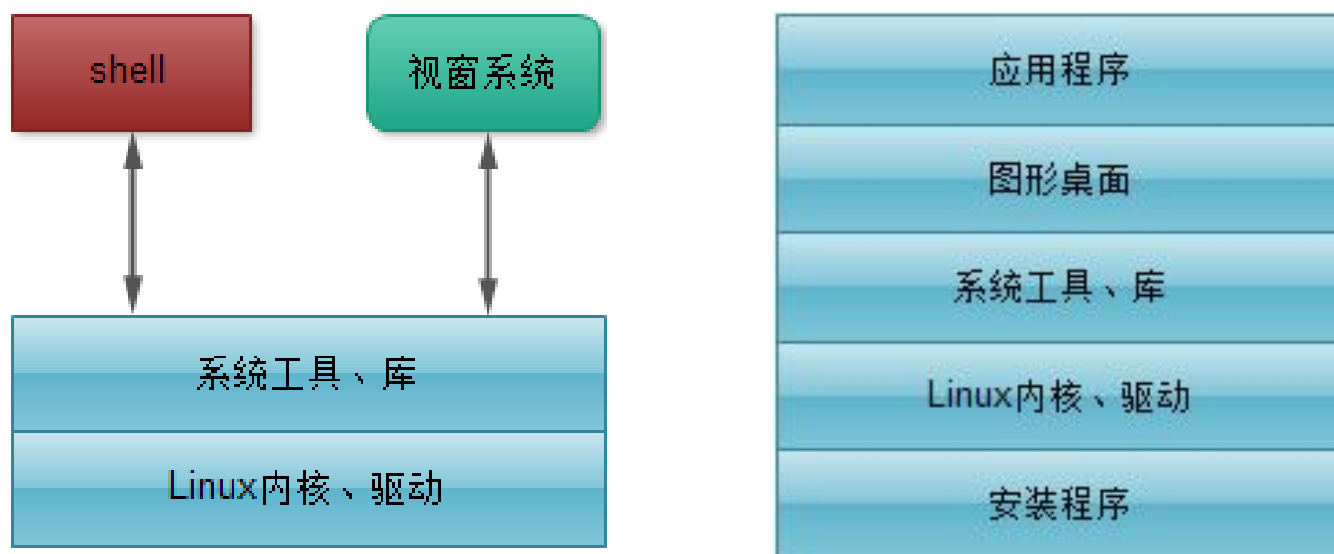 shell
视窗系统
系统工具、库
Linux内核、驱动
应用程序
图形桌面
系统工具、库
Linux内核、驱动
安装程序